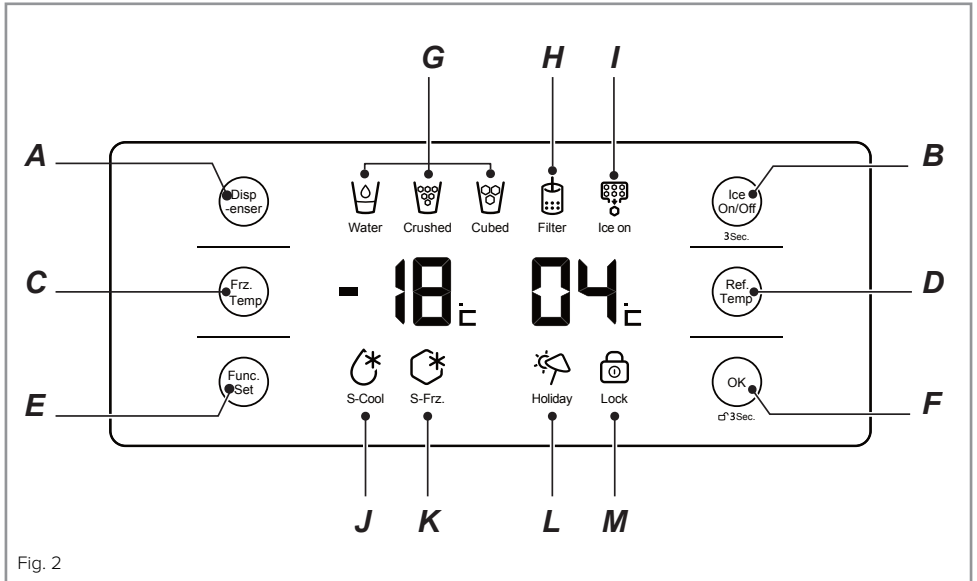 G H I
A B
Disp
-enser
Water Crushed Cubed Filter Ice on
Ice
On/Off
3Sec.
C D
Frz.
Temp
-18°C 04°C
Ref.
Temp
E F
Func.
Set
S-Cool S-Frz. Holiday Lock
OK
3Sec.
J K L M
Fig. 2